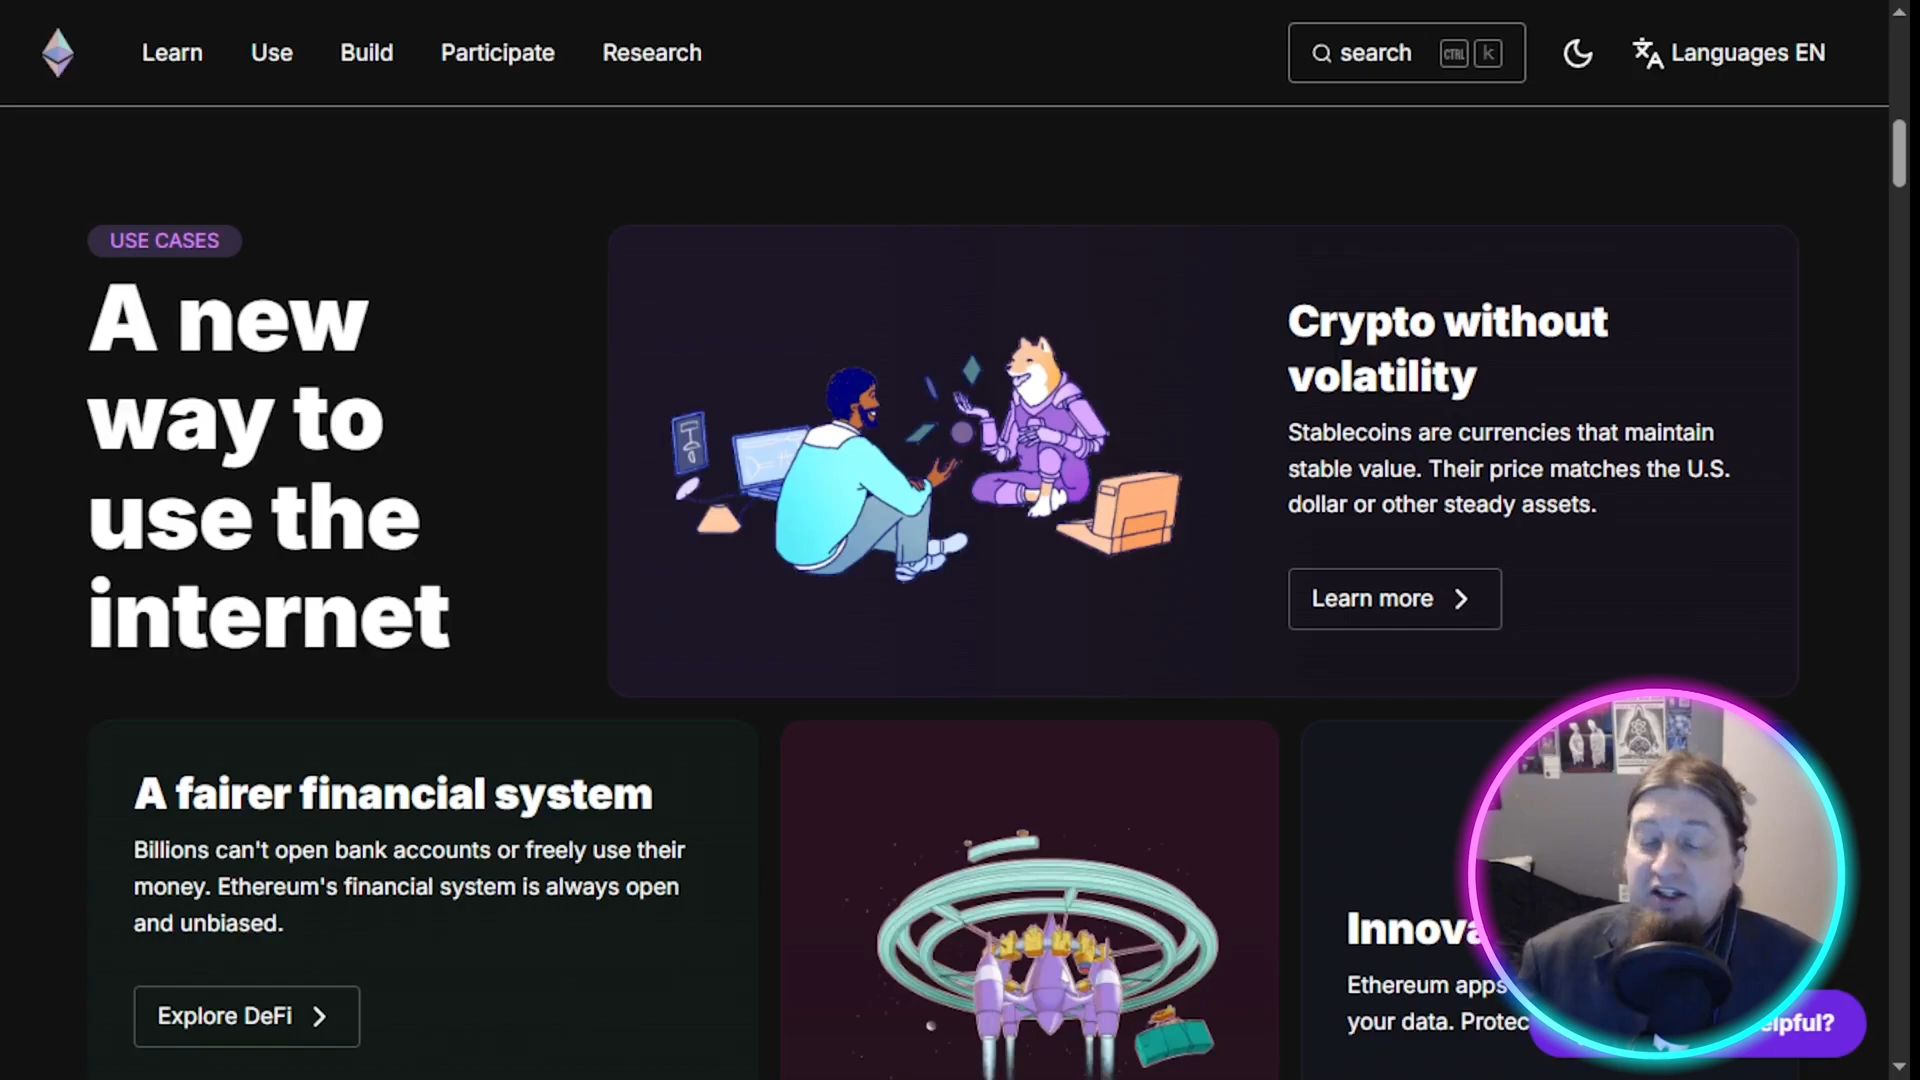 Learn Use Build Participate Research search CTRL k Languages EN
USE CASES
A new
way to
use the
internet
Crypto without
volatility
Stablecoins are currencies that maintain
stable value. Their price matches the U.S.
dollar or other steady assets.
Learn more
A fairer financial system
Billions can't open bank accounts or freely use their
money. Ethereum's financial system is always open
and unbiased.
Explore DeFi
Innova
Ethereum apps
your data. Protec
elpful?